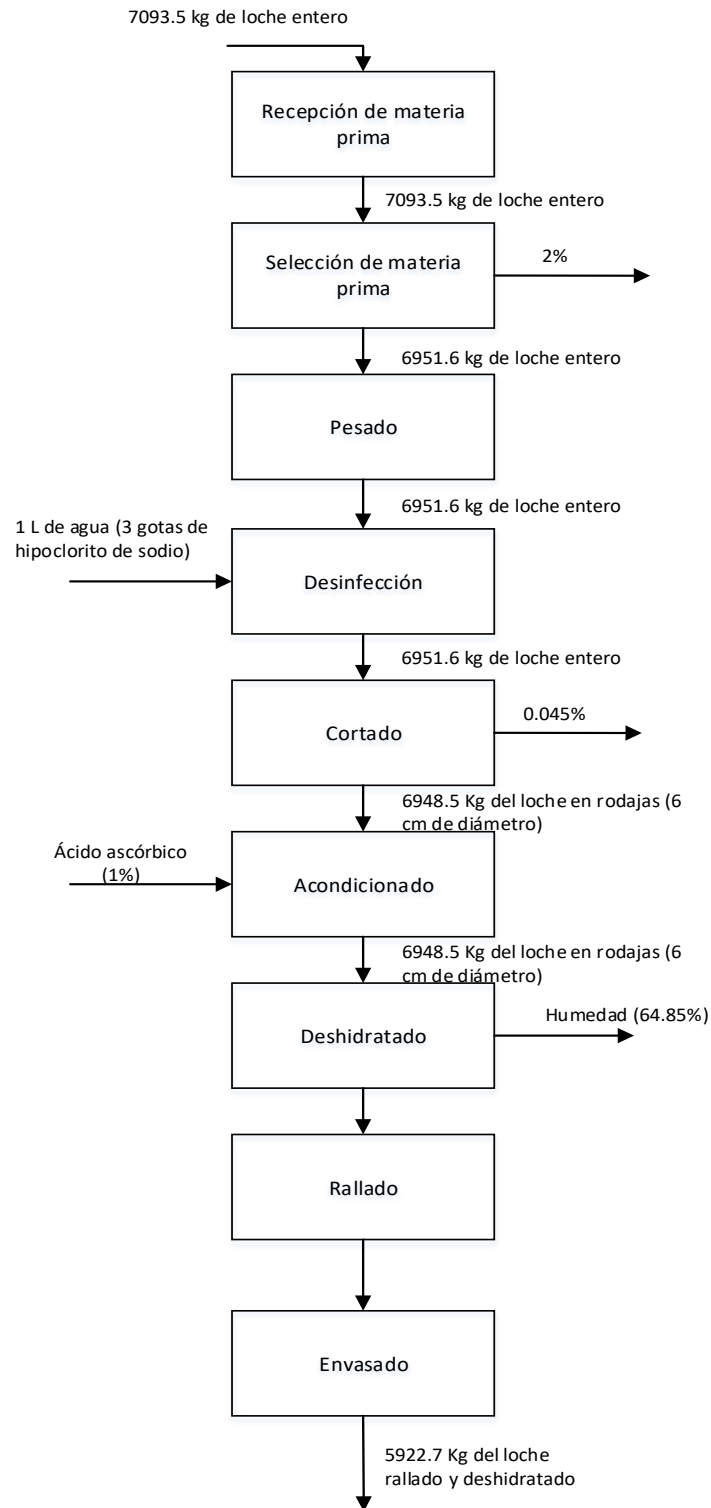 7093.5 kg de loche entero
Recepción de materia
prima
7093.5 kg de loche entero
Selección de materia
prima
2%
6951.6 kg de loche entero
Pesado
6951.6 kg de loche entero
1 L de agua (3 gotas de
hipoclorito de sodio)
Desinfección
6951.6 kg de loche entero
Cortado
0.045%
6948.5 Kg del loche en rodajas (6
cm de diámetro)
Ácido ascórbico
(1%)
Acondicionado
6948.5 Kg del loche en rodajas (6
cm de diámetro)
Deshidratado
Humedad (64.85%)
Rallado
Envasado
5922.7 Kg del loche
rallado y deshidratado